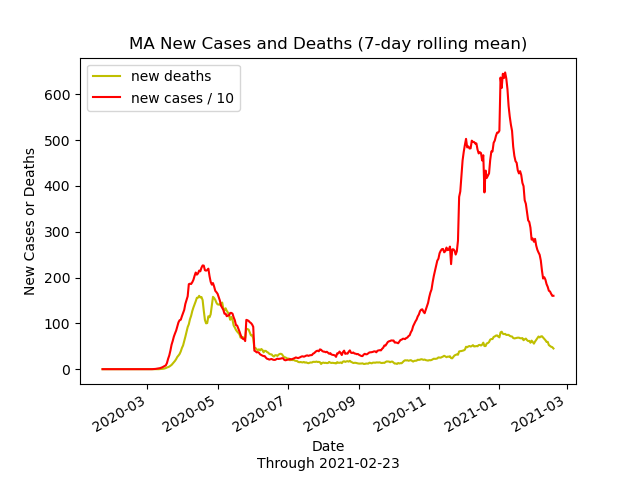 MA New Cases and Deaths (7-day rolling mean)
new deaths
new cases / 10
New Cases or Deaths
600
500
400
300
200
100
0
2020-03
2020-05
2020-07
2020-09
2020-11
2021-01
2021-03
Date
Through 2021-02-23